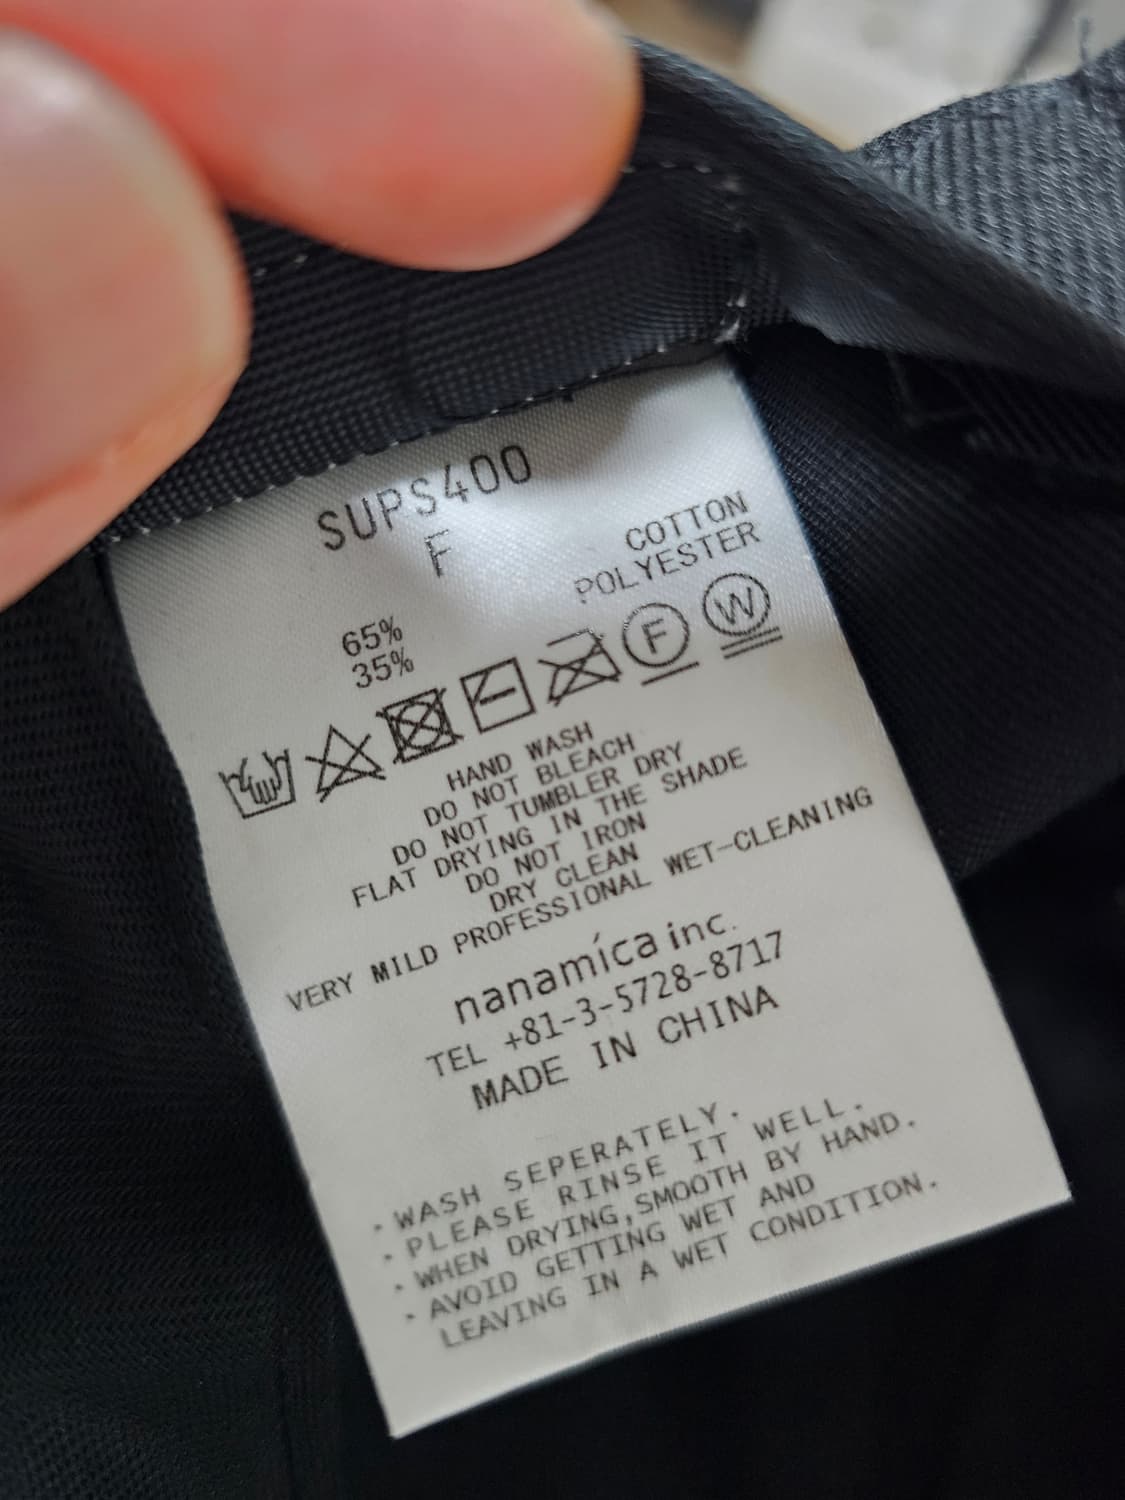 SUPS400
F
COTTON
POLYESTER
65%
35%
F
W
HAND WASH
DO NOT BLEACH
DO NOT TUMBLER DRY
FLAT DRYING IN THE SHADE
DO NOT IRON
DRY CLEAN
VERY MILD PROFESSIONAL WET-CLEANING
nanamíca inc.
TEL +81-3-5728-8717
MADE IN CHINA
・WASH SEPERATELY.
・PLEASE RINSE IT WELL.
・WHEN DRYING,SMOOTH BY HAND.
・AVOID GETTING WET AND
LEAVING IN A WET CONDITION.